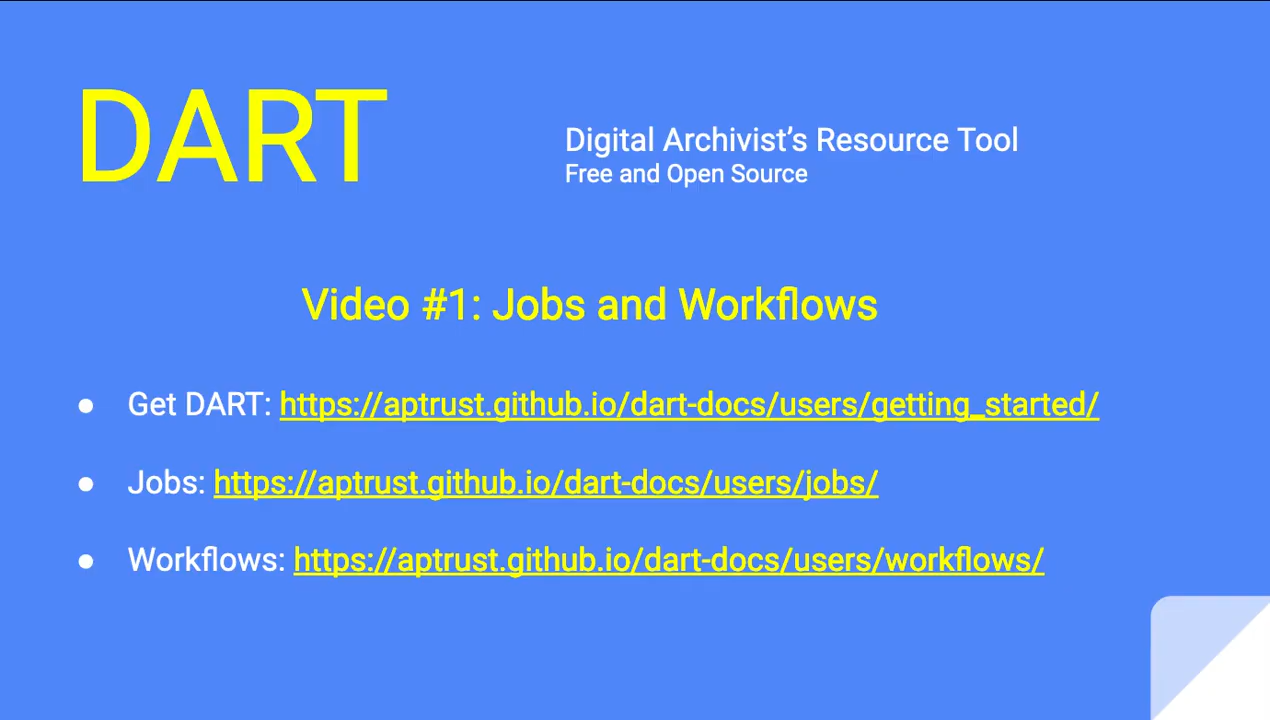 DART
Digital Archivist’s Resource Tool
Free and Open Source
Video #1: Jobs and Workflows
● Get DART: https://aptrust.github.io/dart-docs/users/getting_started/
● Jobs: https://aptrust.github.io/dart-docs/users/jobs/
● Workflows: https://aptrust.github.io/dart-docs/users/workflows/